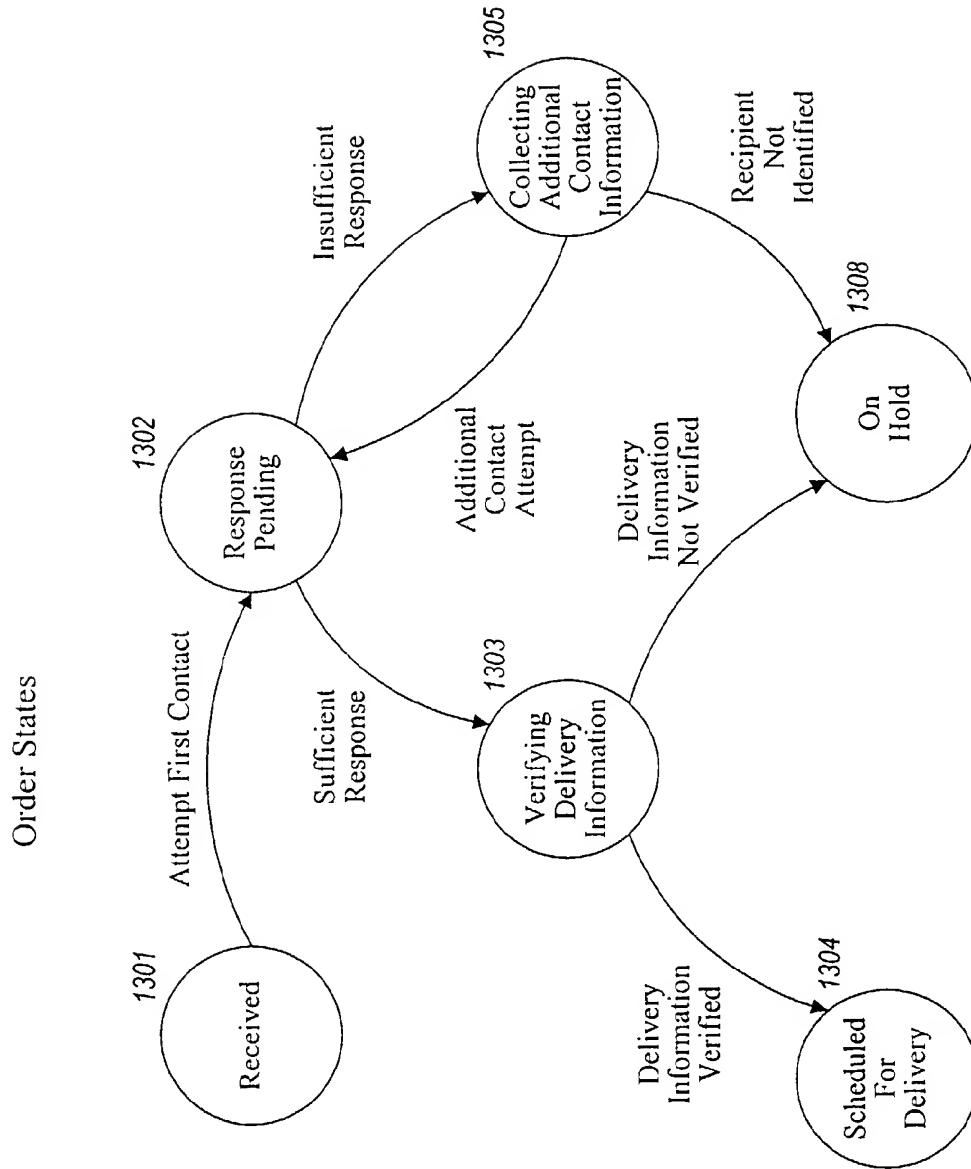 Order States
1301
Received
Attempt First Contact
1302
Response
Pending
Insufficient
Response
1305
Collecting
Additional
Contact
Information
Additional
Contact
Attempt
Sufficient
Response
1303
Verifying
Delivery
Information
Recipient
Not
Identified
Delivery
Information
Not Verified
1308
On
Hold
Delivery
Information
Verified
1304
Scheduled
For
Delivery